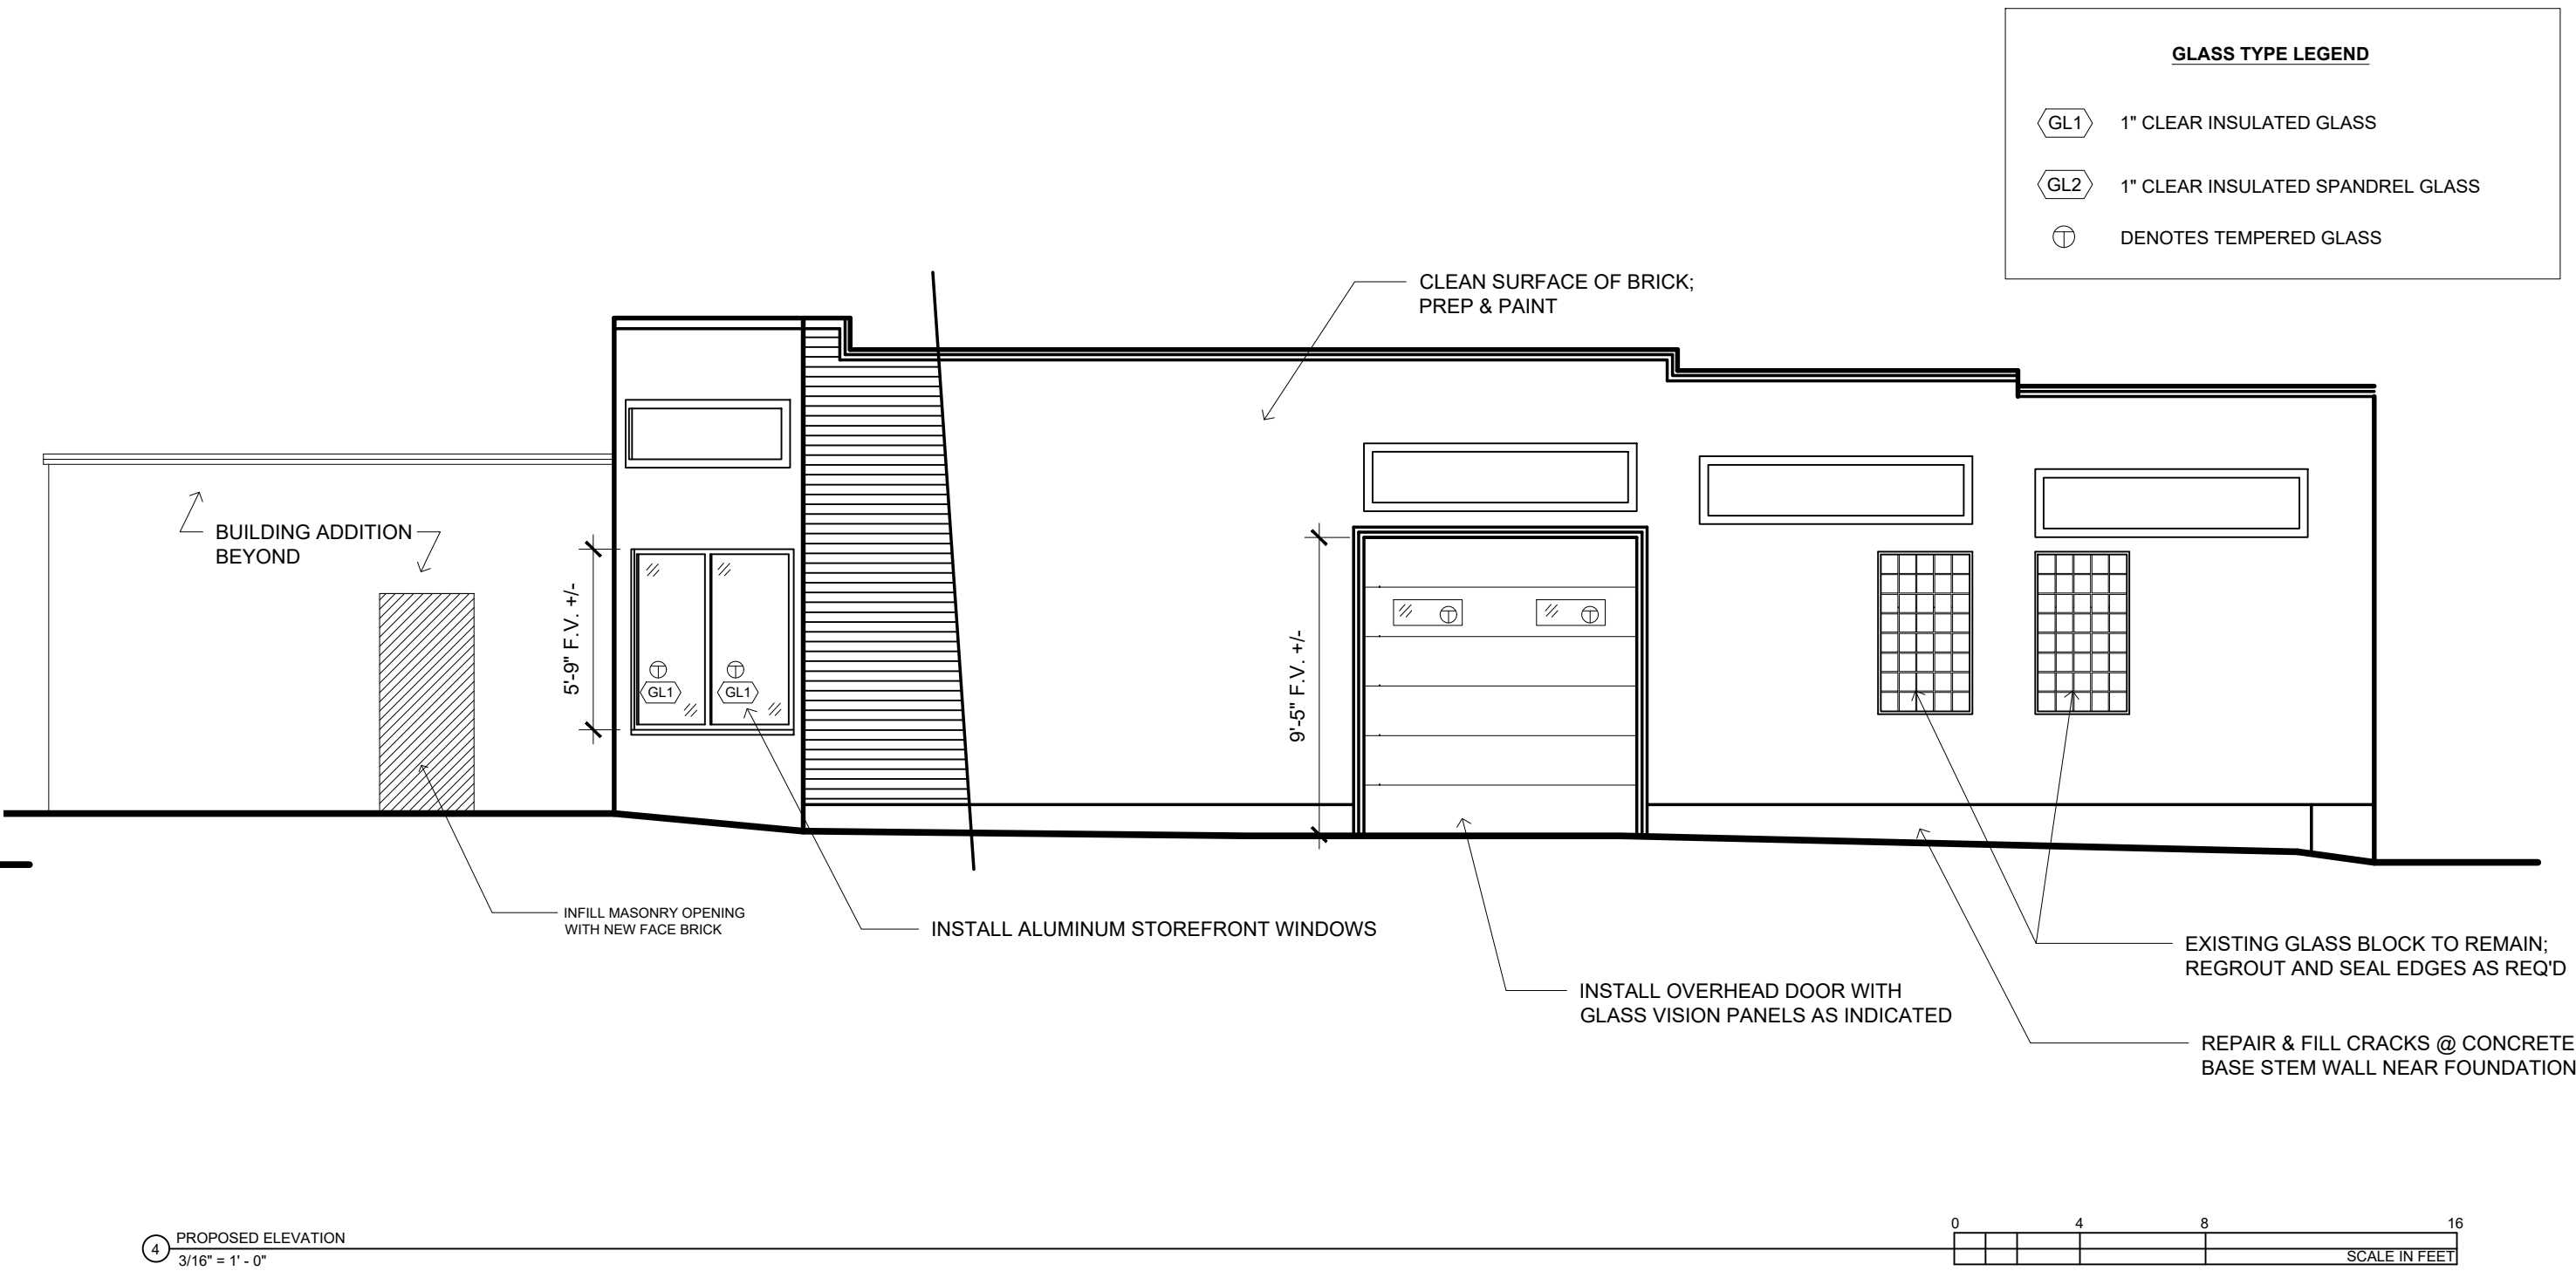 GLASS TYPE LEGEND
GL1 1" CLEAR INSULATED GLASS
GL2 1" CLEAR INSULATED SPANDREL GLASS
T DENOTES TEMPERED GLASS
CLEAN SURFACE OF BRICK;
PREP & PAINT
BUILDING ADDITION
BEYOND
5'-9" F.V. +/-
T T
GL1 GL1
9'-5" F.V. +/-
T T
INFILL MASONRY OPENING
WITH NEW FACE BRICK
INSTALL ALUMINUM STOREFRONT WINDOWS
EXISTING GLASS BLOCK TO REMAIN;
REGROUT AND SEAL EDGES AS REQ'D
INSTALL OVERHEAD DOOR WITH
GLASS VISION PANELS AS INDICATED
REPAIR & FILL CRACKS @ CONCRETE
BASE STEM WALL NEAR FOUNDATION
4 PROPOSED ELEVATION
3/16" = 1' - 0"
0 4 8 16
SCALE IN FEET